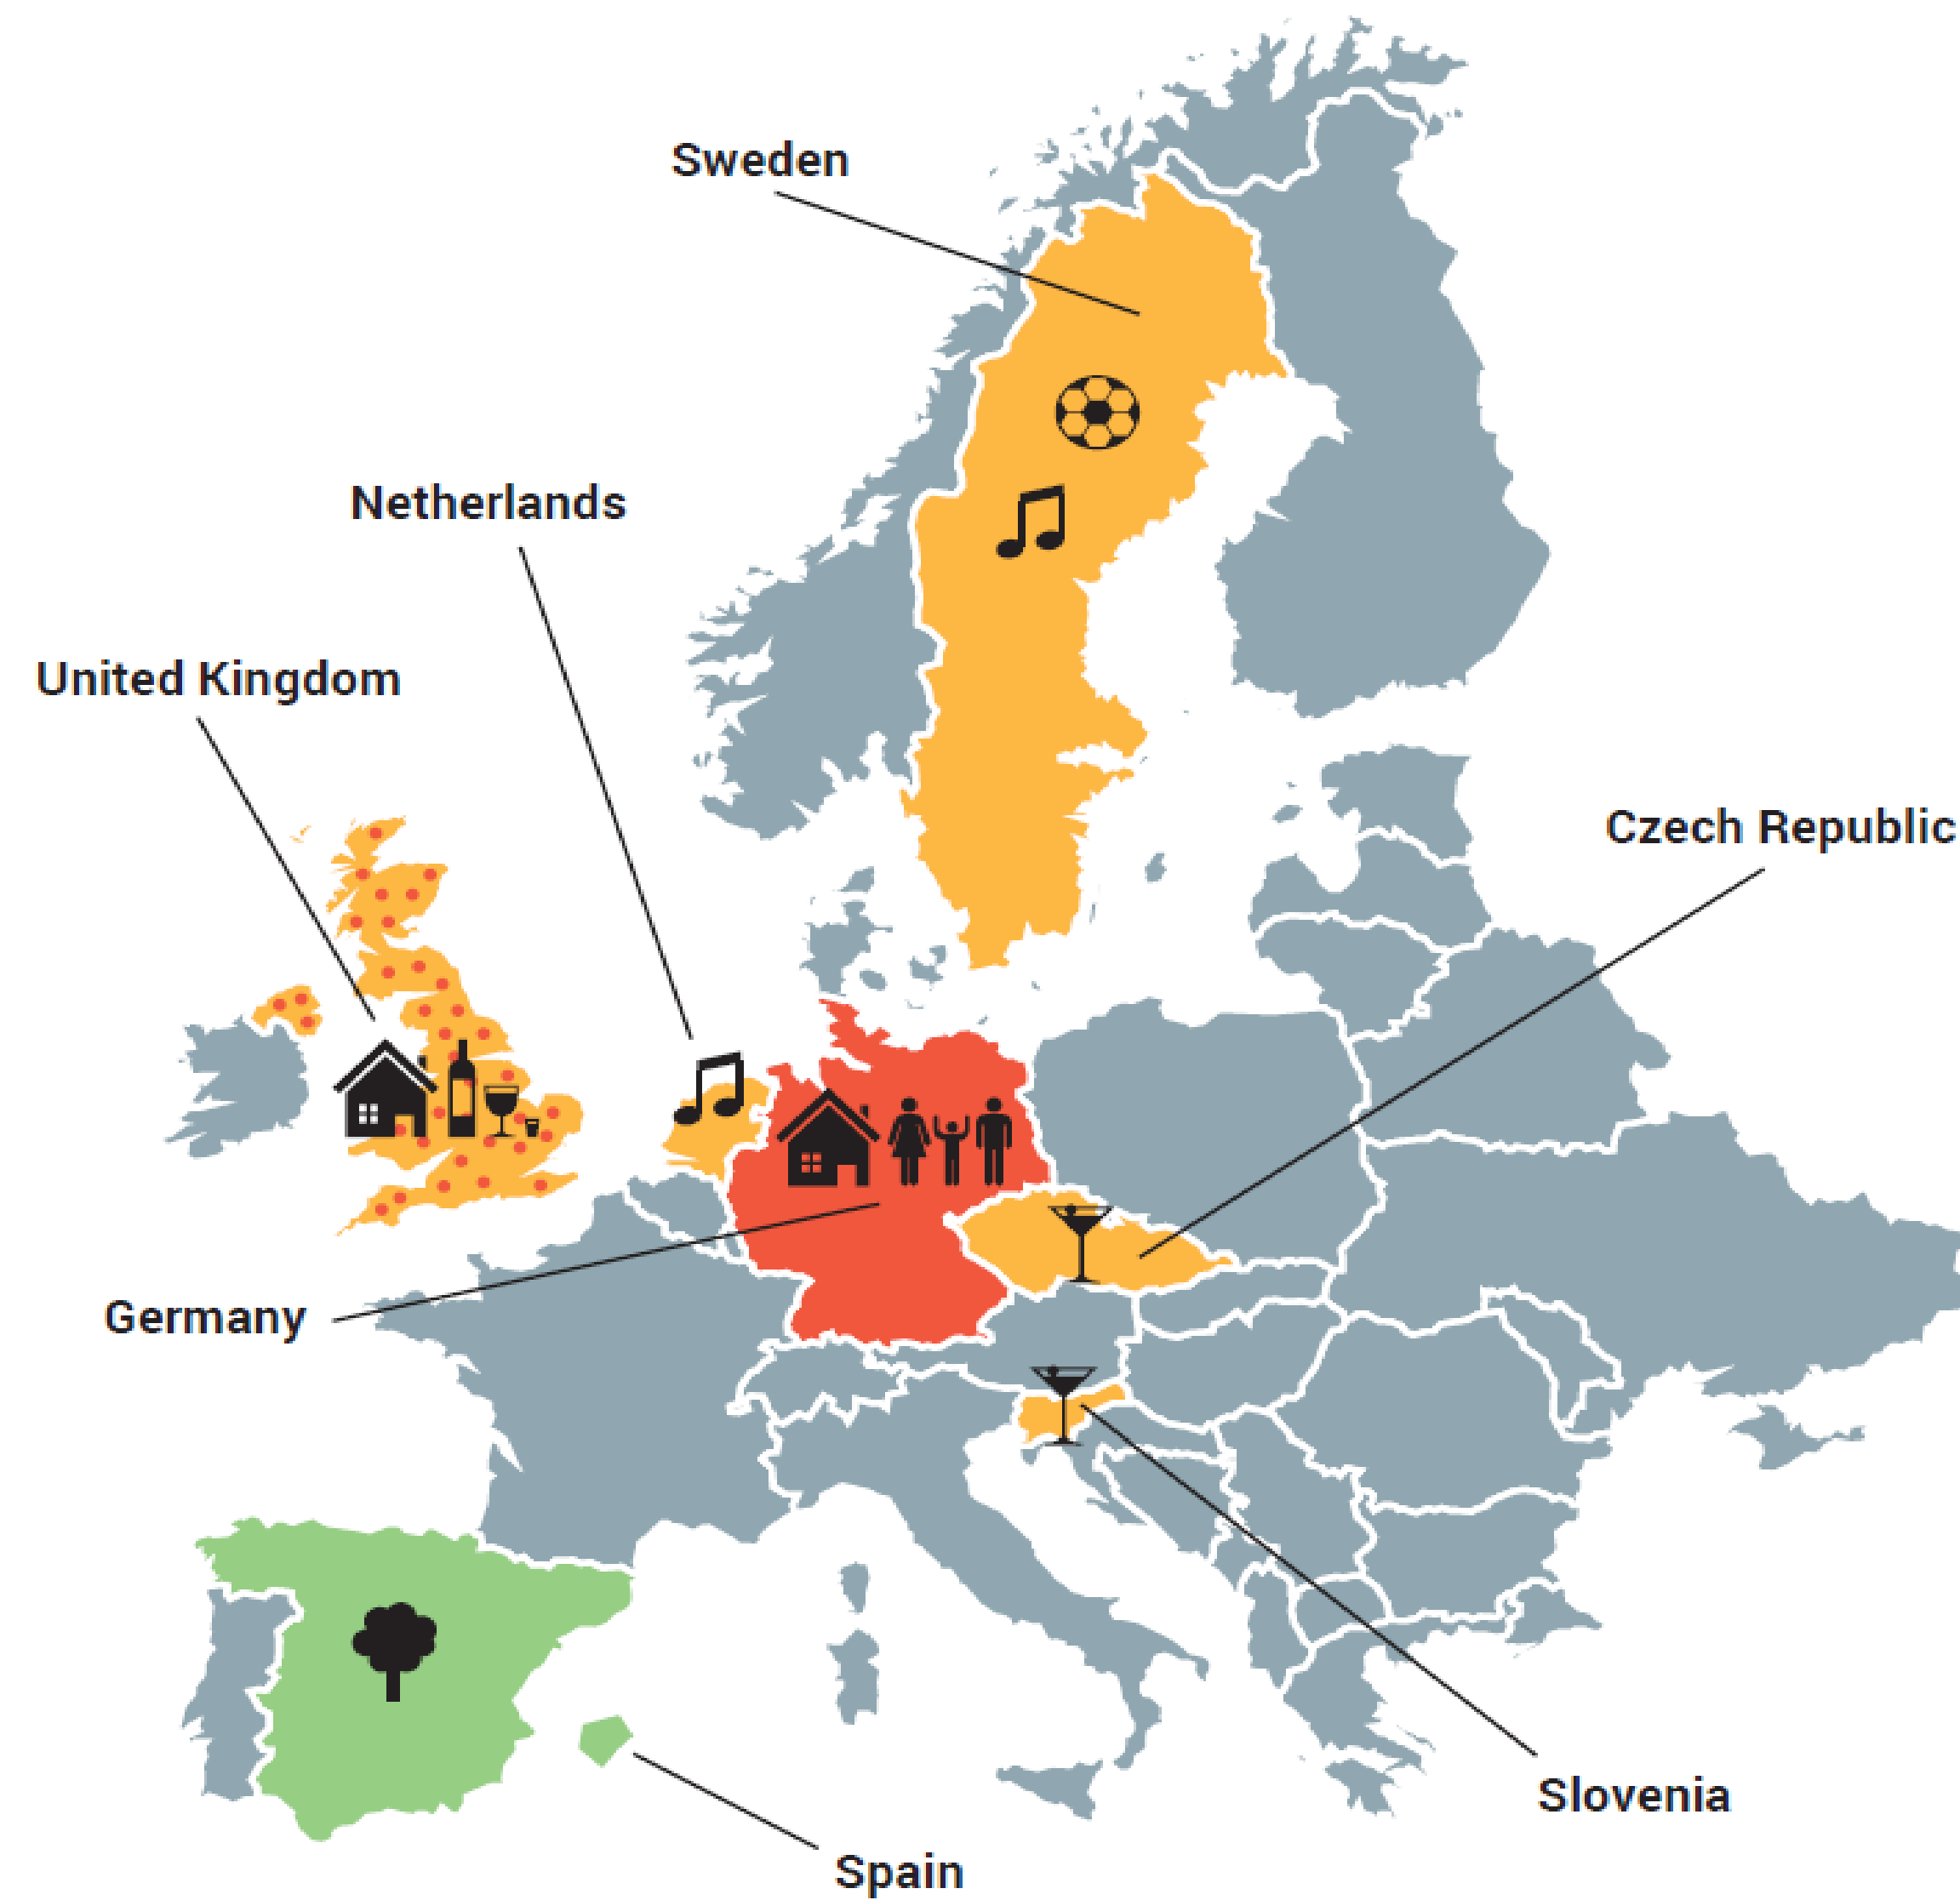 Sweden
Netherlands
United Kingdom
Czech Republic
Germany
Slovenia
Spain